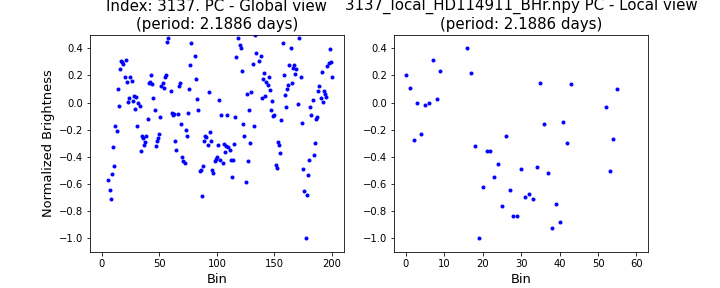 Index: 3137. PC - Global view
(period: 2.1886 days)
3137_local_HD114911_BHr.npy PC - Local view
(period: 2.1886 days)
Normalized Brightness
0.4
0.2
0.0
−0.2
−0.4
−0.6
−0.8
−1.0
0 50 100 150 200
Bin
0.4
0.2
0.0
−0.2
−0.4
−0.6
−0.8
−1.0
0 10 20 30 40 50 60
Bin